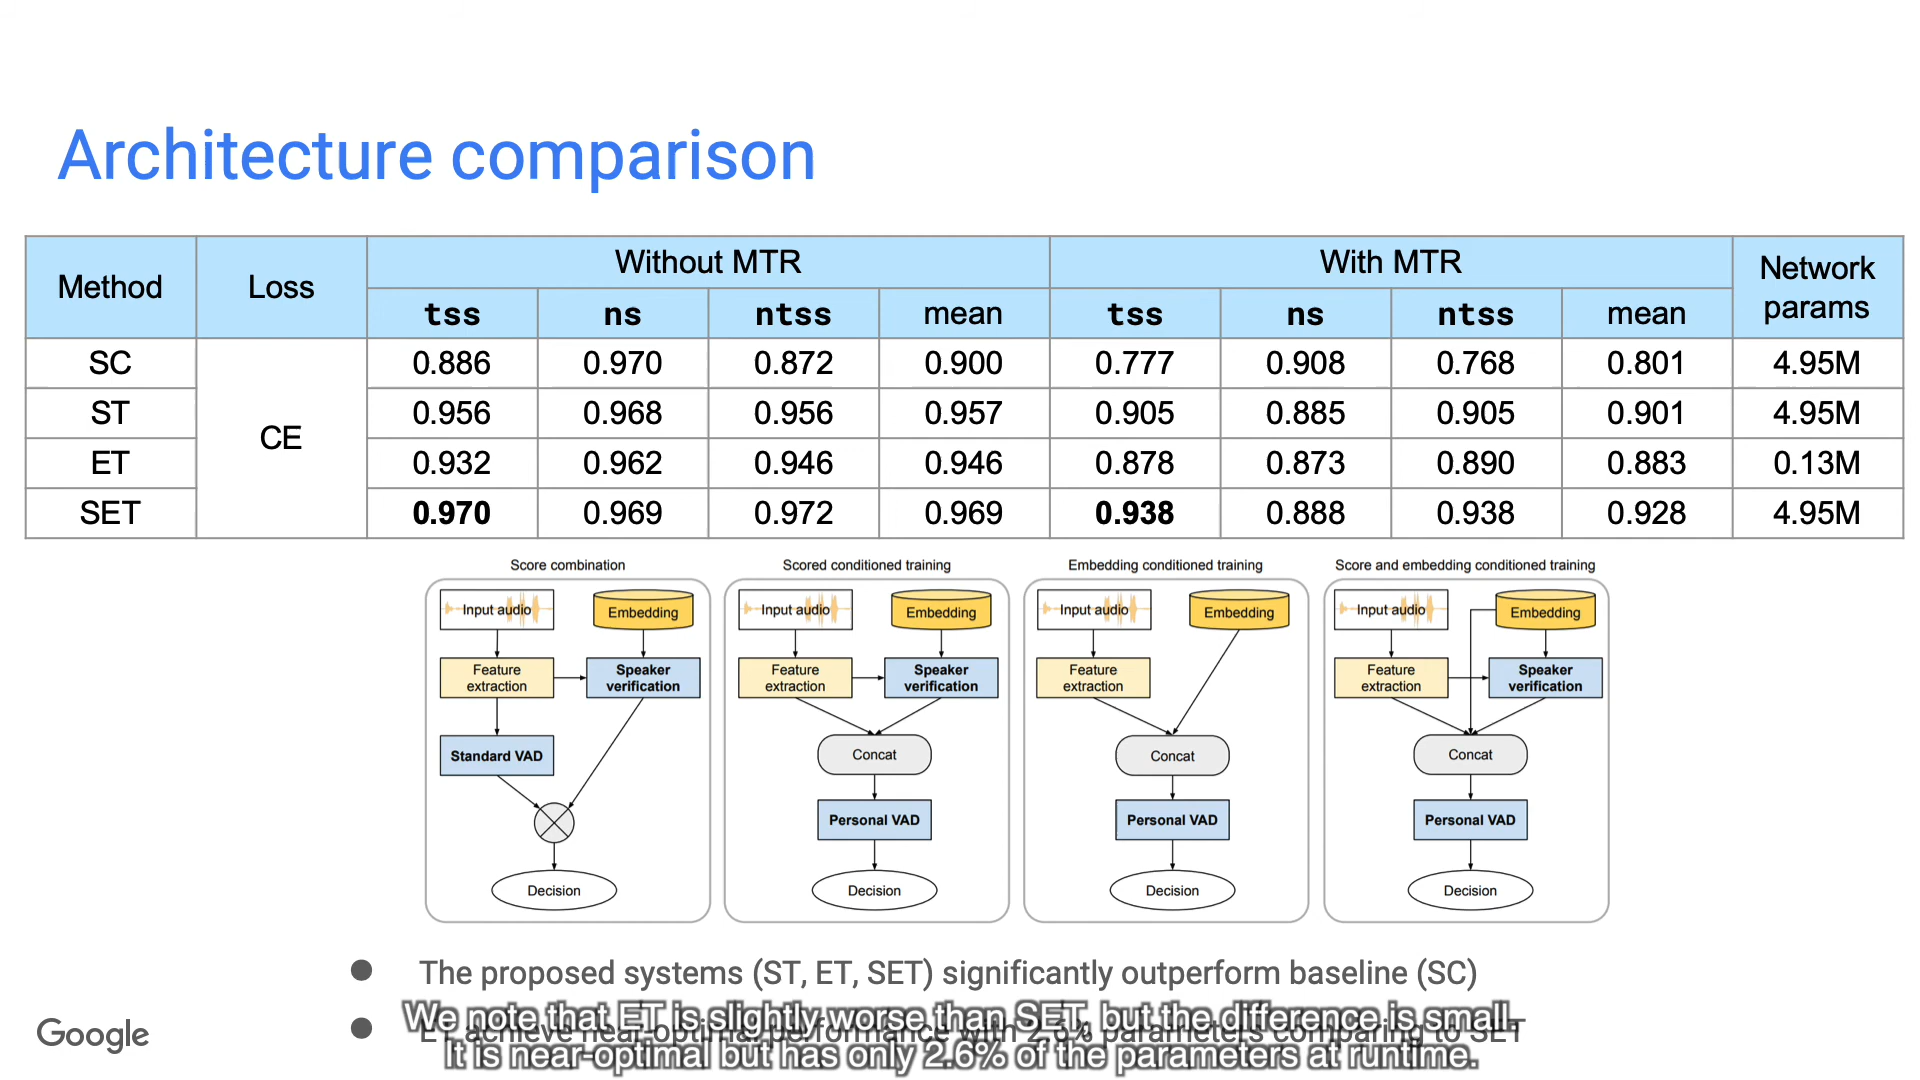 Architecture comparison
Method Loss Without MTR With MTR Network params
tss ns ntss mean tss ns ntss mean
SC CE 0.886 0.970 0.872 0.900 0.777 0.908 0.768 0.801 4.95M
ST 0.956 0.968 0.956 0.957 0.905 0.885 0.905 0.901 4.95M
ET 0.932 0.962 0.946 0.946 0.878 0.873 0.890 0.883 0.13M
SET 0.970 0.969 0.972 0.969 0.938 0.888 0.938 0.928 4.95M
Score combination
Input audio
Embedding
Feature extraction
Speaker verification
Standard VAD
Decision
Scored conditioned training
Input audio
Embedding
Feature extraction
Speaker verification
Concat
Personal VAD
Decision
Embedding conditioned training
Input audio
Embedding
Feature extraction
Concat
Personal VAD
Decision
Score and embedding conditioned training
Input audio
Embedding
Feature extraction
Speaker verification
Concat
Personal VAD
Decision
● The proposed systems (ST, ET, SET) significantly outperform baseline (SC)
● ET achieve near-optimal performance with 2.6% parameters comparing to SET
We note that ET is slightly worse than SET, but the difference is small.
It is near-optimal but has only 2.6% of the parameters at runtime.
Google